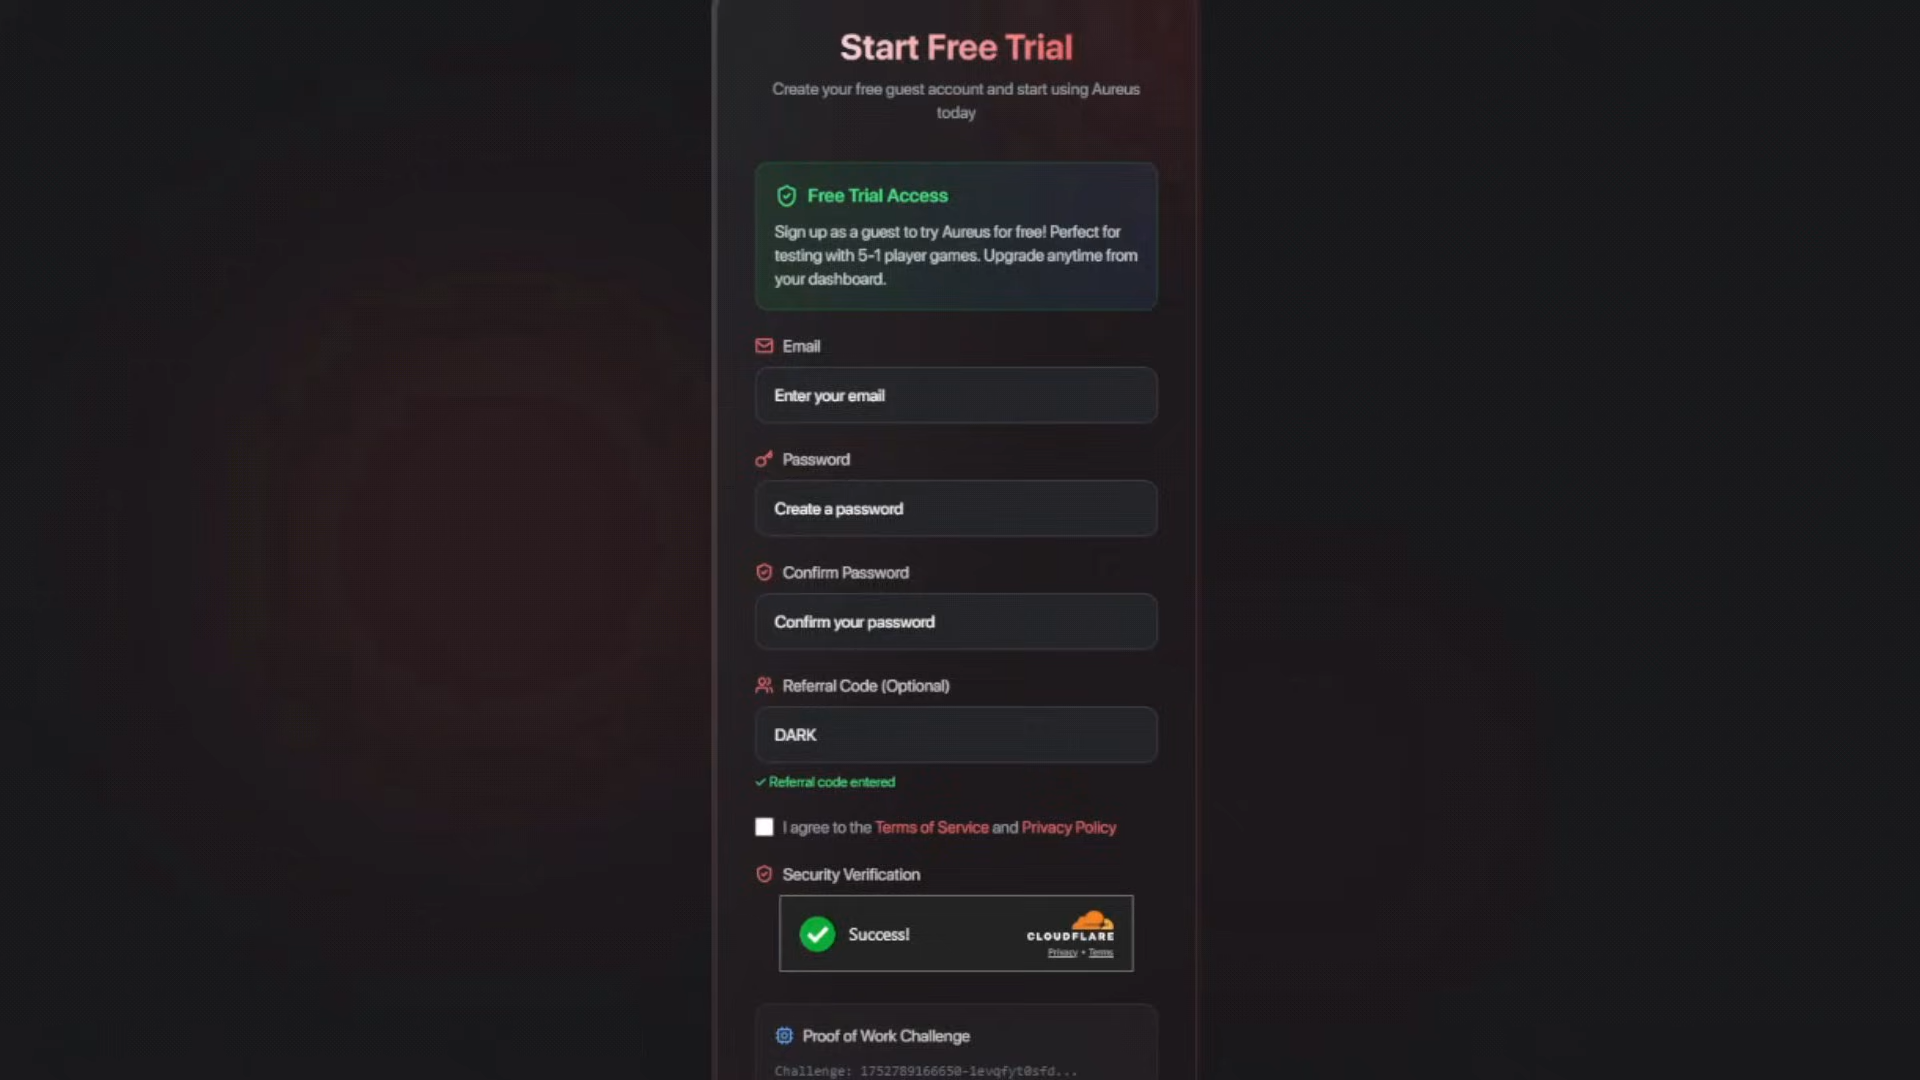 Start Free Trial
Create your free guest account and start using Aureus
today
Free Trial Access
Sign up as a guest to try Aureus for free! Perfect for
testing with 5-1 player games. Upgrade anytime from
your dashboard.
Email
Enter your email
Password
Create a password
Confirm Password
Confirm your password
Referral Code (Optional)
DARK
✓ Referral code entered
I agree to the Terms of Service and Privacy Policy
Security Verification
Success!
CLOUDFLARE
Privacy • Terms
Proof of Work Challenge
Challenge: 1752789166650-1evqfyt0sfd...